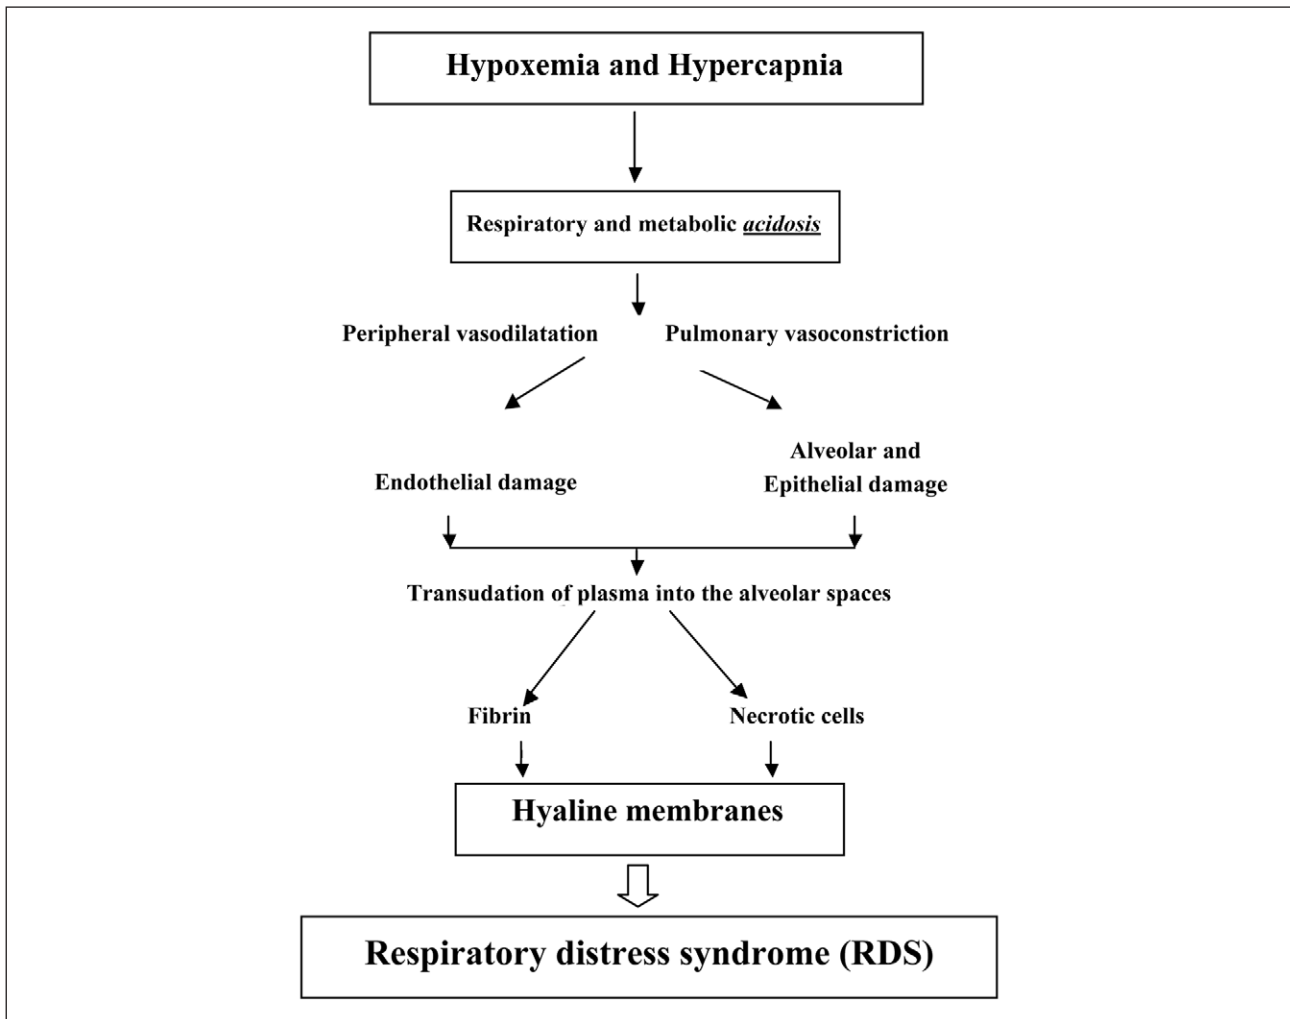 Hypoxemia and Hypercapnia
Respiratory and metabolic acidosis
Peripheral vasodilatation
Pulmonary vasoconstriction
Endothelial damage
Alveolar and
Epithelial damage
Transudation of plasma into the alveolar spaces
Fibrin
Necrotic cells
Hyaline membranes
Respiratory distress syndrome (RDS)